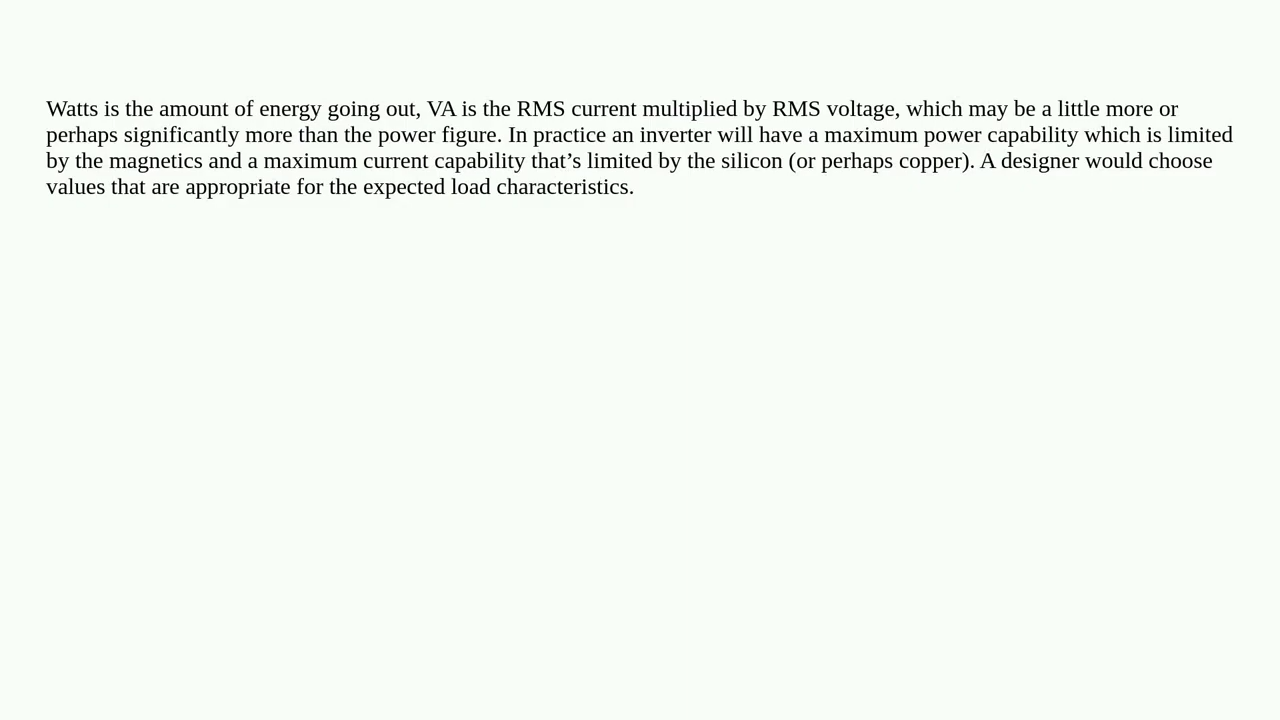 Watts is the amount of energy going out, VA is the RMS current multiplied by RMS voltage, which may be a little more or
perhaps significantly more than the power figure. In practice an inverter will have a maximum power capability which is limited
by the magnetics and a maximum current capability that’s limited by the silicon (or perhaps copper). A designer would choose
values that are appropriate for the expected load characteristics.